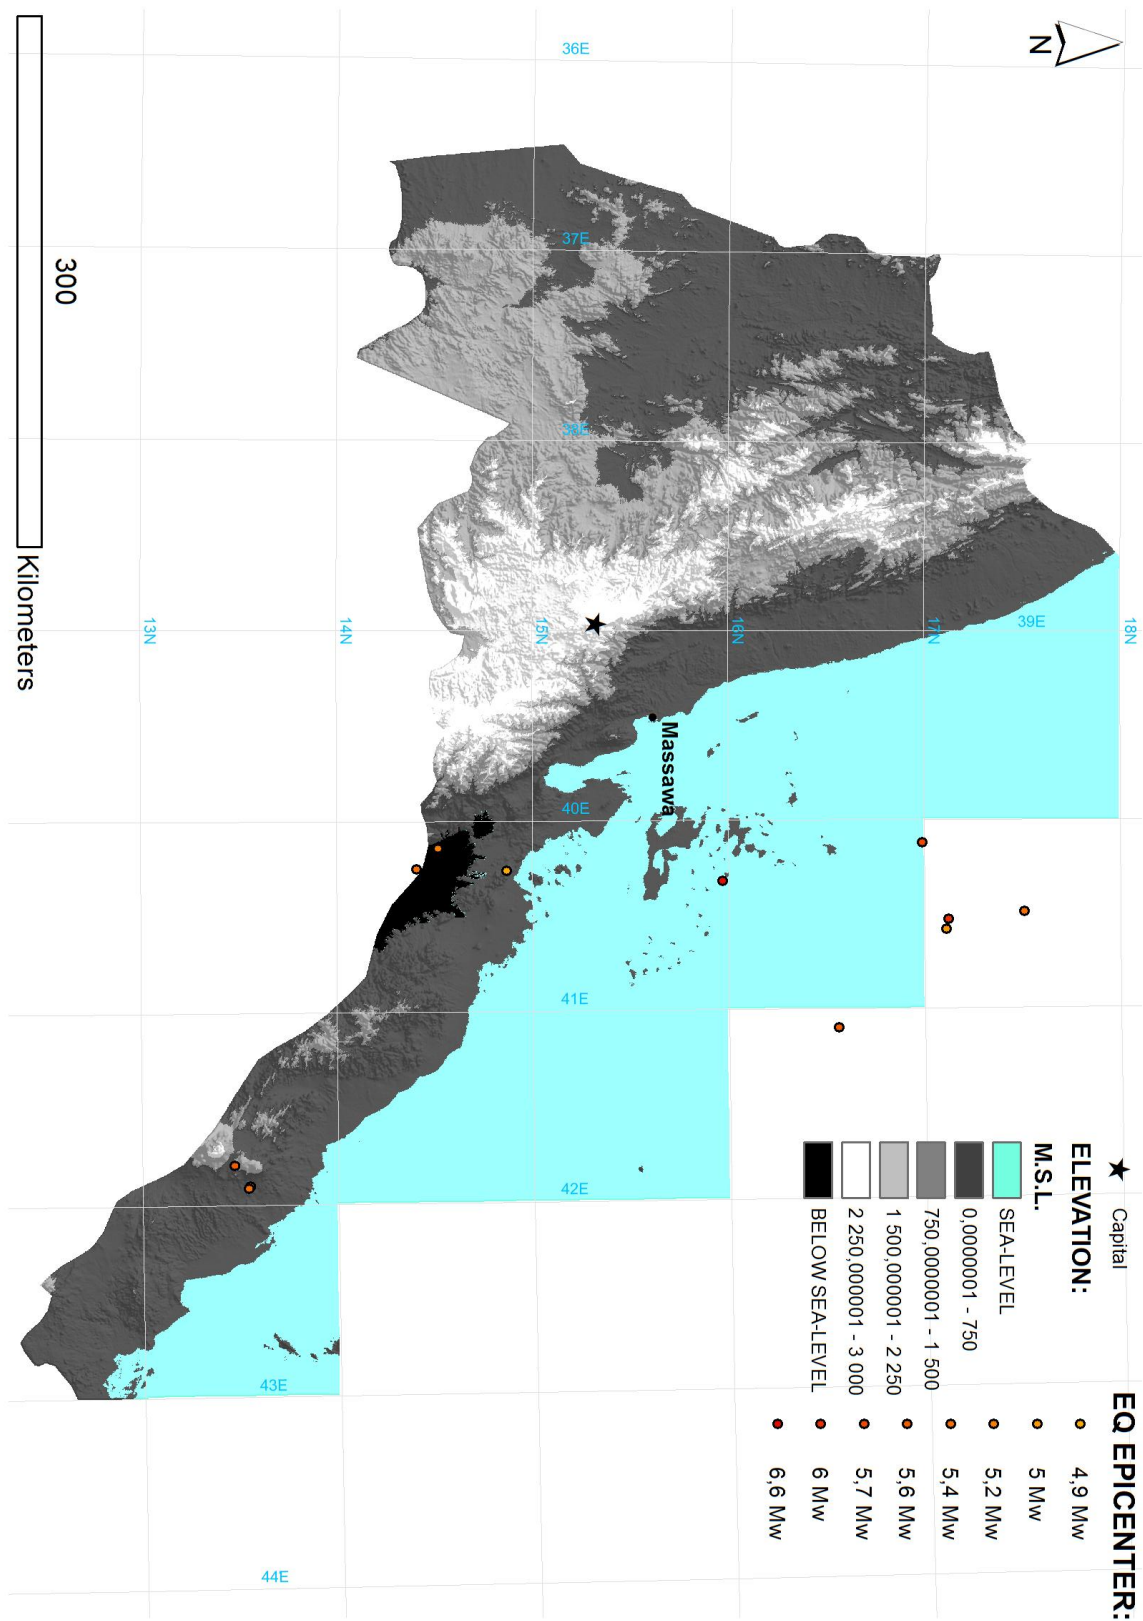 N
36E
37E
38E
39E
40E
41E
42E
43E
44E
18N
17N
16N
15N
14N
13N
Massawa
Capital
ELEVATION:
M.S.L.
SEA-LEVEL
0,0000001 - 750
750,0000001 - 1 500
1 500,000001 - 2 250
2 250,000001 - 3 000
BELOW SEA-LEVEL
EQ EPICENTER:
4,9 Mw
5 Mw
5,2 Mw
5,4 Mw
5,6 Mw
5,7 Mw
6 Mw
6,6 Mw
300
Kilometers